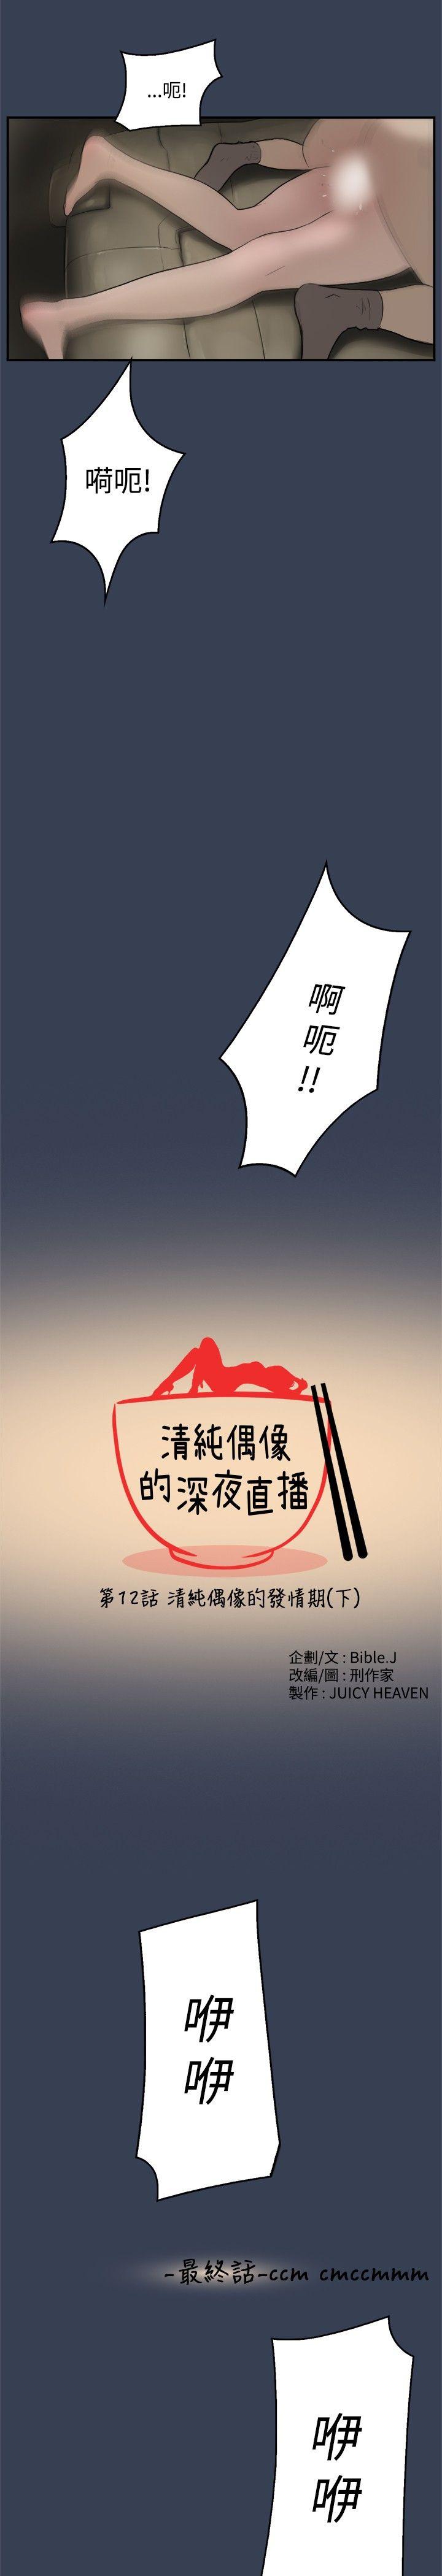 ...呃!
嗬呃!
啊
呃
!!
清純偶像
的深夜直播
第12話 清純偶像的發情期(下)
企劃/文 : Bible.J
改編/圖 : 刑作家
製作 : JUICY HEAVEN
咿
咿
-最終話-ccm cmccmmm
咿
咿